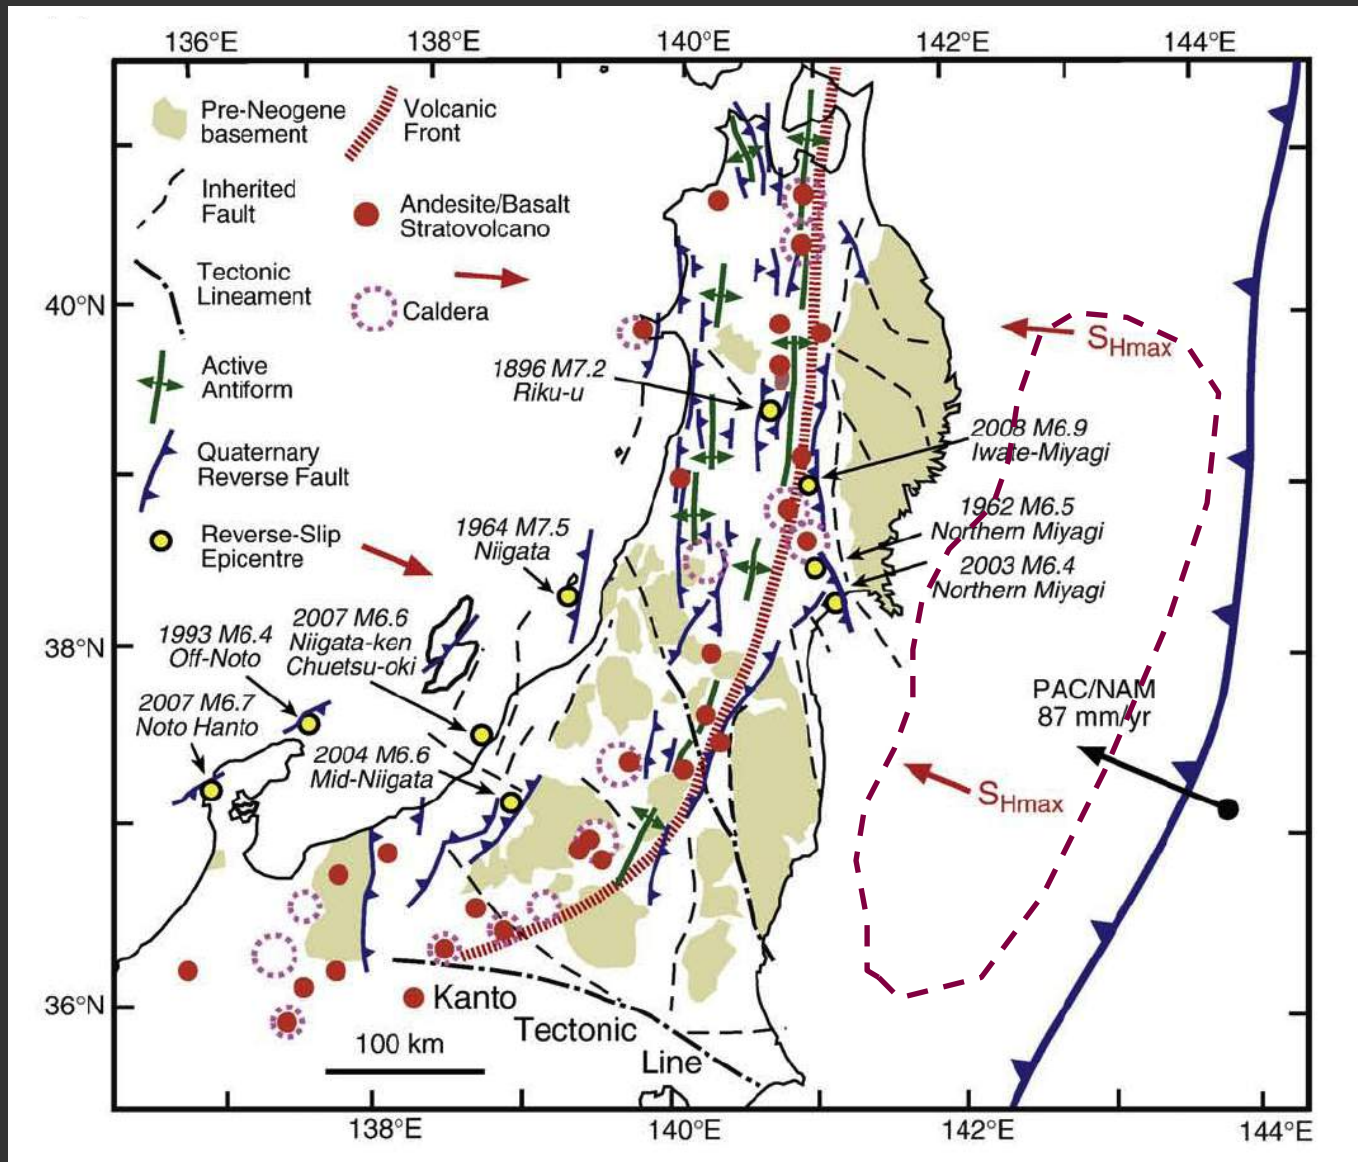 136°E
138°E
140°E
142°E
144°E
Pre-Neogene
basement
Volcanic
Front
Inherited
Fault
Andesite/Basalt
Stratovolcano
Tectonic
Lineament
Caldera
40°N
Active
Antiform
1896 M7.2
Riku-u
SHmax
Quaternary
Reverse Fault
2008 M6.9
Iwate-Miyagi
Reverse-Slip
Epicentre
1964 M7.5
Niigata
1962 M6.5
Northern Miyagi
2003 M6.4
Northern Miyagi
38°N
1993 M6.4
Off-Noto
2007 M6.6
Niigata-ken
Chuetsu-oki
2007 M6.7
Noto Hanto
2004 M6.6
Mid-Niigata
PAC/NAM
87 mm/yr
SHmax
36°N
Kanto
Tectonic
Line
100 km
138°E
140°E
142°E
144°E